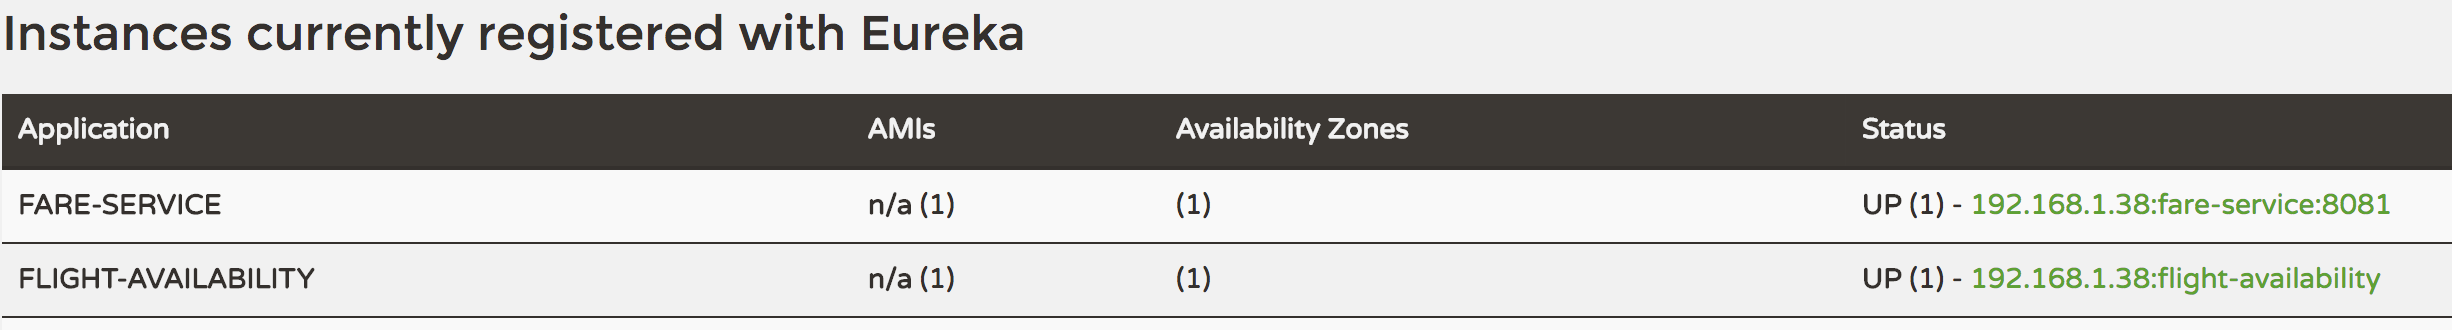 Instances currently registered with Eureka
Application AMIs Availability Zones Status
FARE-SERVICE n/a (1) (1) UP (1) - 192.168.1.38:fare-service:8081
FLIGHT-AVAILABILITY n/a (1) (1) UP (1) - 192.168.1.38:flight-availability